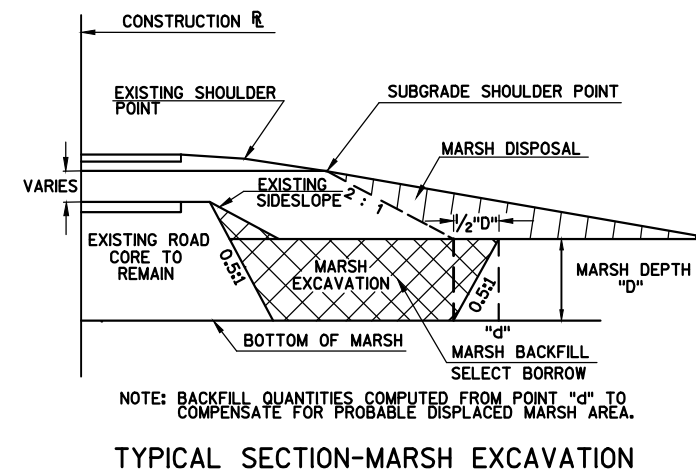 CONSTRUCTION RL
EXISTING SHOULDER
POINT
SUBGRADE SHOULDER POINT
MARSH DISPOSAL
VARIES
EXISTING
SIDESLOPE
2 : 1
1/2"D"
EXISTING ROAD
CORE TO
REMAIN
0.5:1
MARSH
EXCAVATION
0.5:1
MARSH DEPTH
"D"
BOTTOM OF MARSH
"d"
MARSH BACKFILL
SELECT BORROW
NOTE: BACKFILL QUANTITIES COMPUTED FROM POINT "d" TO
COMPENSATE FOR PROBABLE DISPLACED MARSH AREA.
TYPICAL SECTION-MARSH EXCAVATION